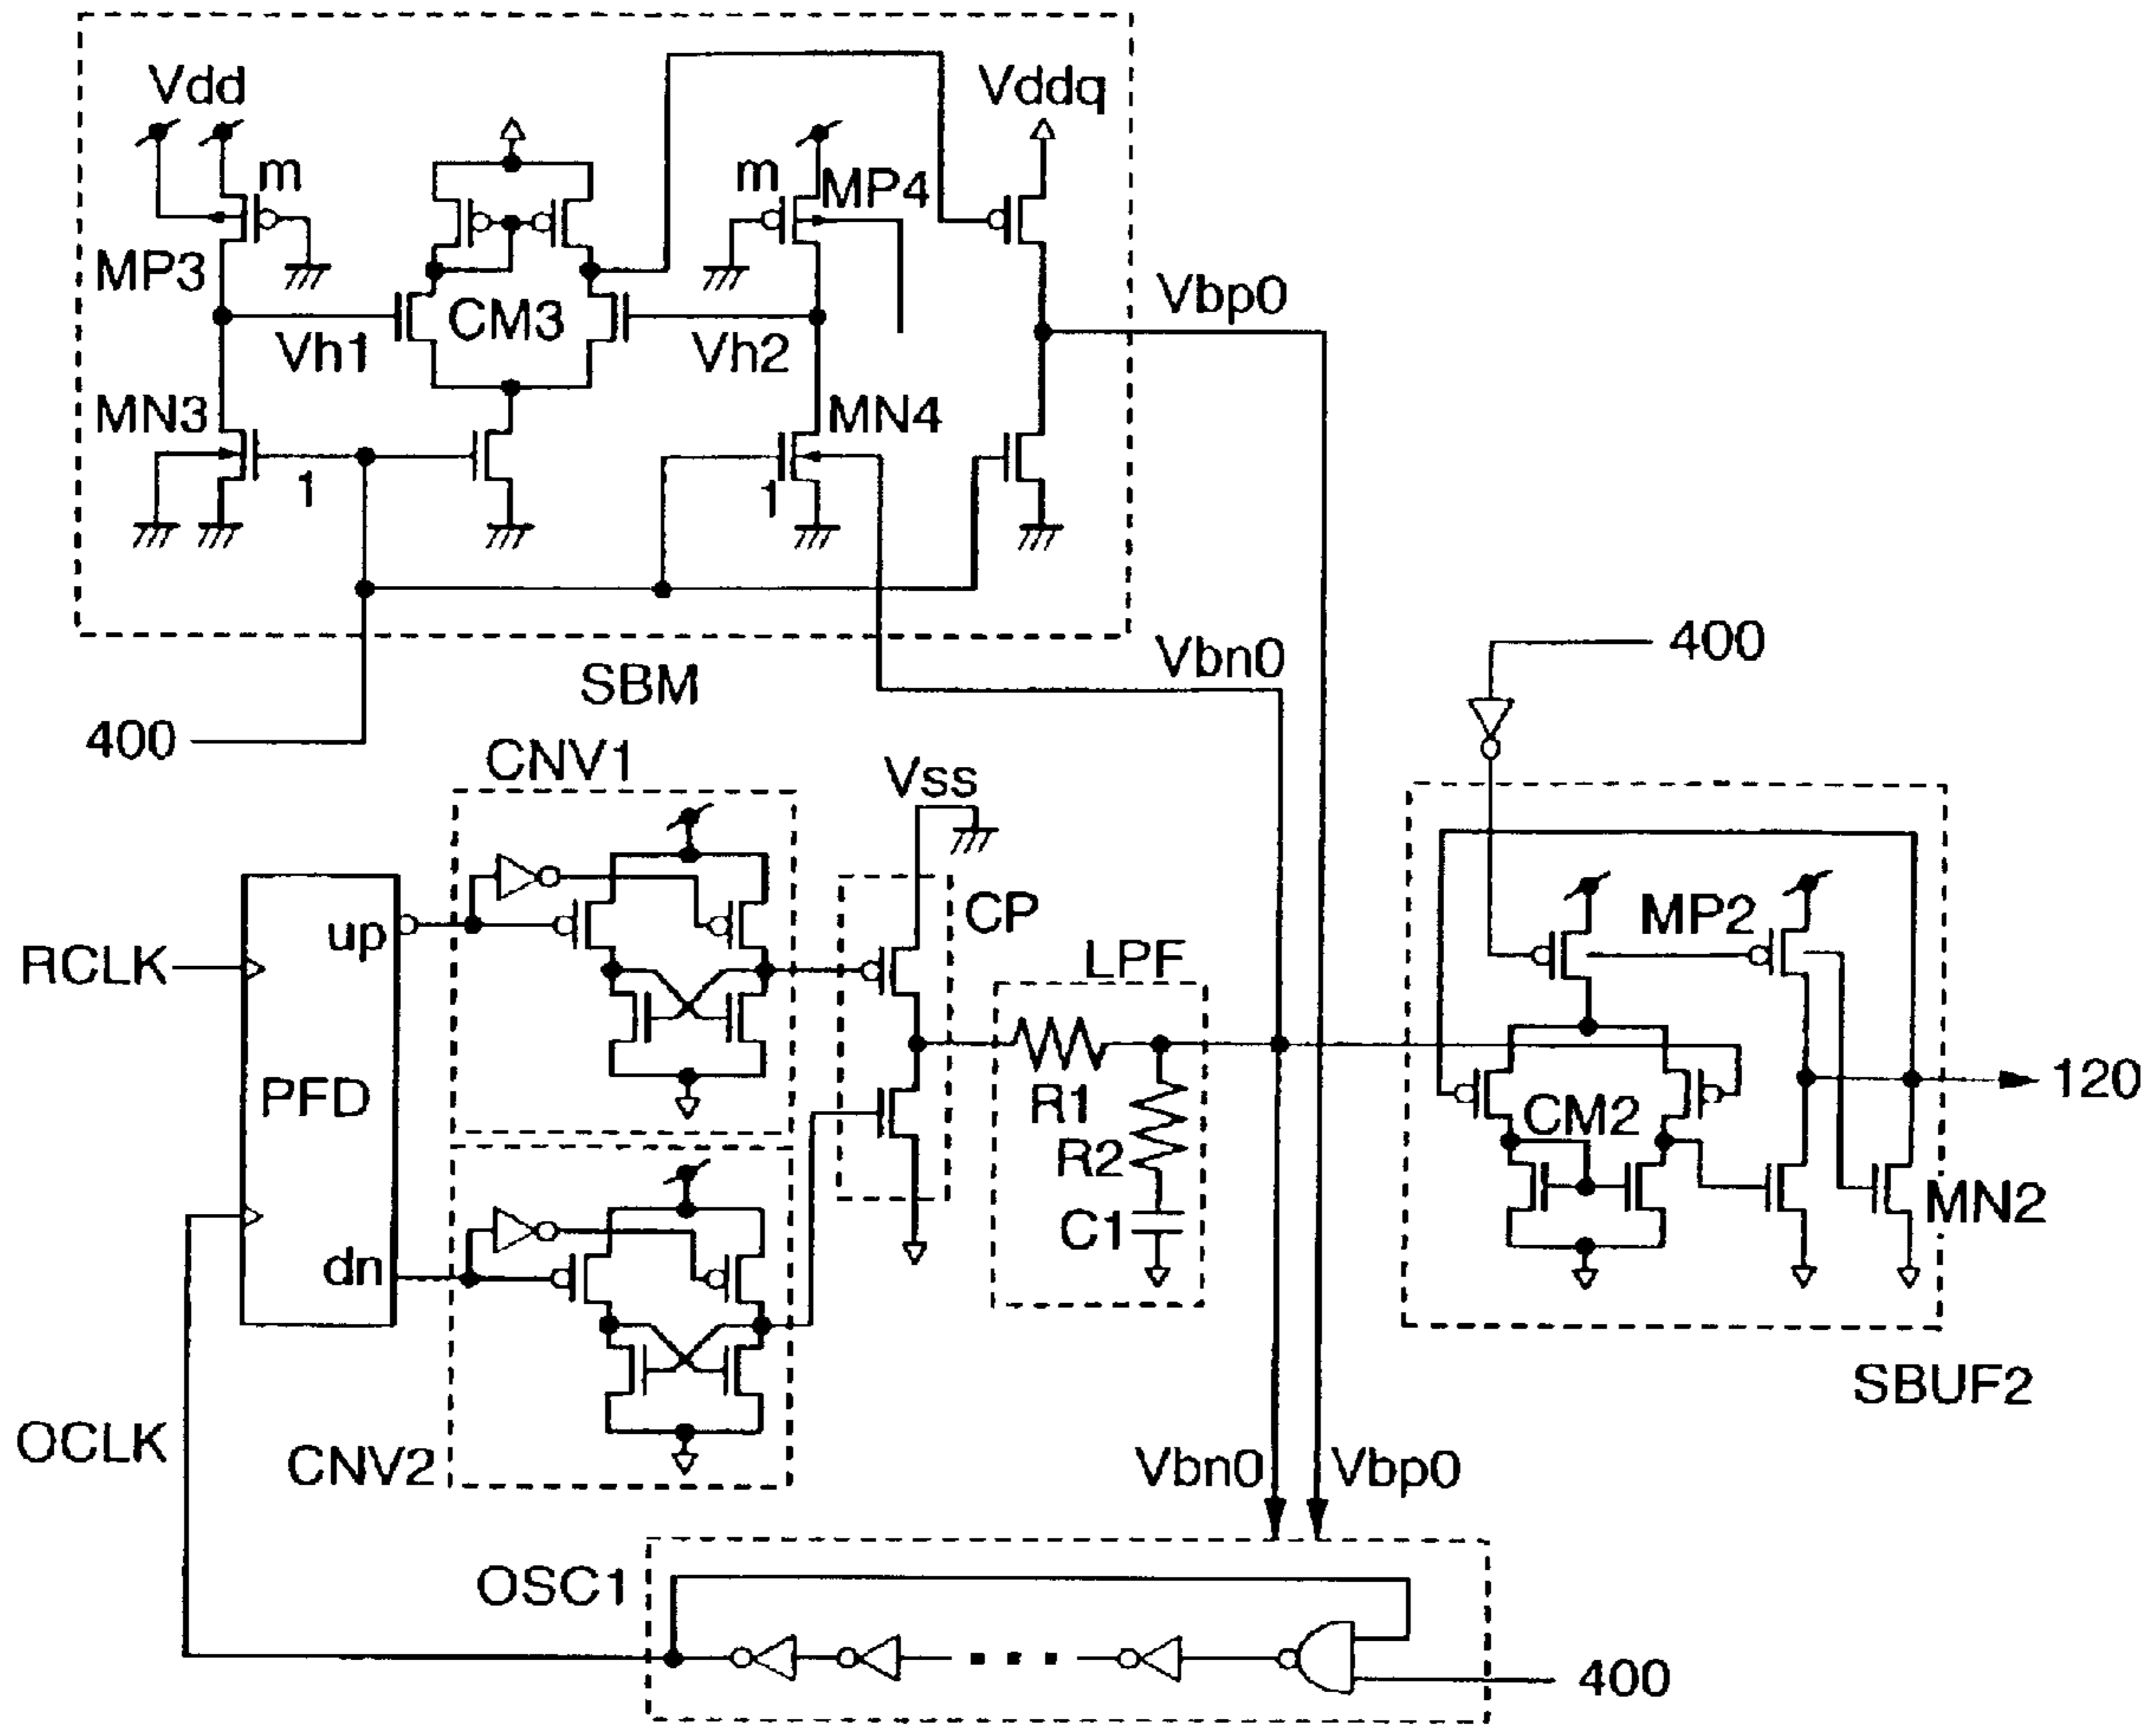 Vdd
Vddq
m
m
MP4
MP3
CM3
Vbp0
Vh1
Vh2
MN3
MN4
1
1
SBM
Vbn0
400
400
CNV1
Vss
CP
MP2
RCLK
up
LPF
PFD
R1
CM2
120
R2
C1
MN2
dn
SBUF2
OCLK
CNV2
Vbn0
Vbp0
OSC1
400